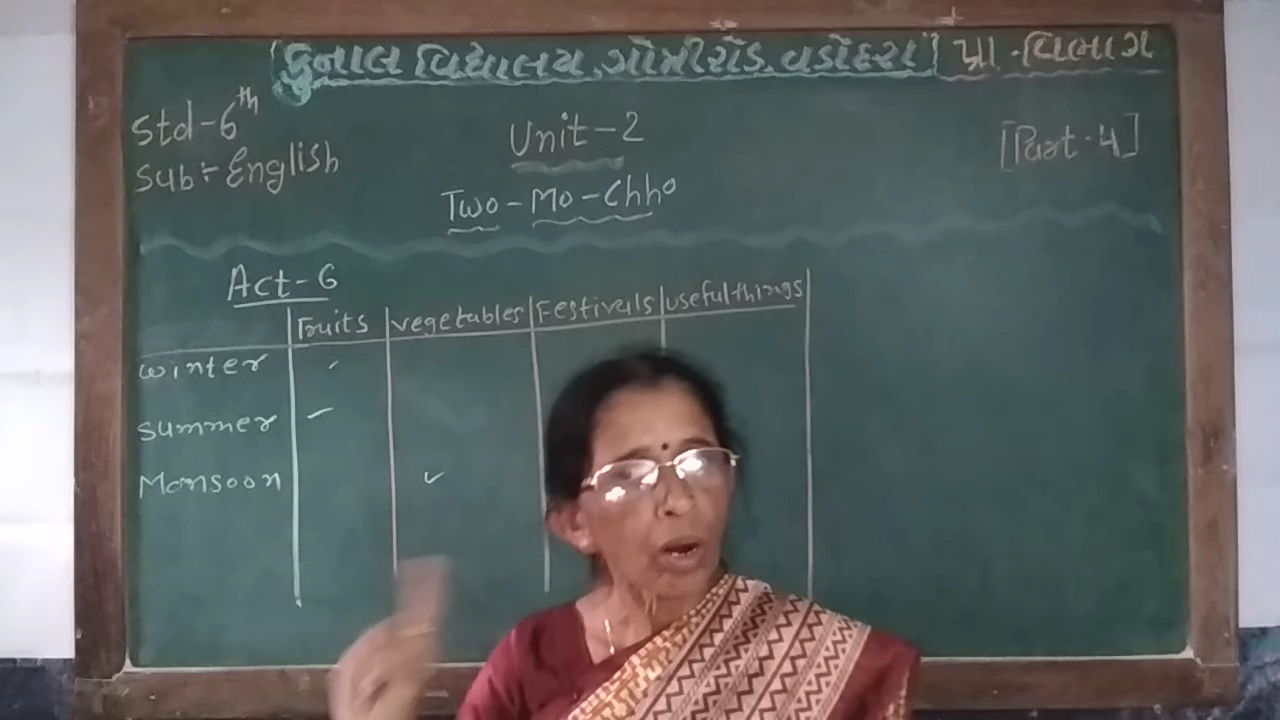 [કુનાલ વિદ્યાલય, ગોત્રીરોડ, વડોદરા] પ્રા. વિભાગ
Std-6th
Unit-2
[Part-4]
Sub:- English
Two-Mo-Chho
Act-6
Fruits vegetables Festivals useful things
winter
summer
Monsoon